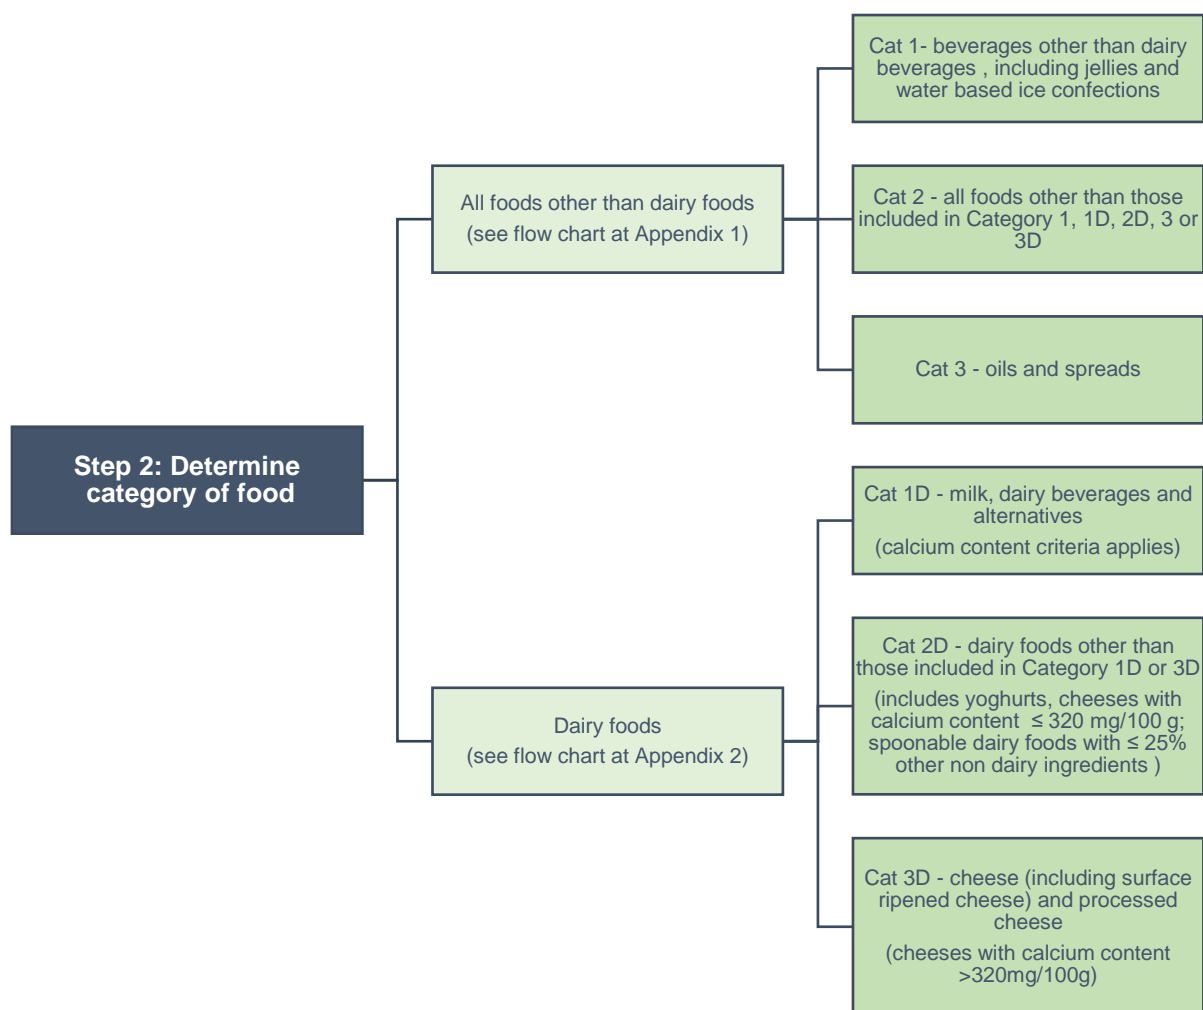 Step 2: Determine
category of food
All foods other than dairy foods
(see flow chart at Appendix 1)
Cat 1- beverages other than dairy
beverages , including jellies and
water based ice confections
Cat 2 - all foods other than those
included in Category 1, 1D, 2D, 3 or
3D
Cat 3 - oils and spreads
Dairy foods
(see flow chart at Appendix 2)
Cat 1D - milk, dairy beverages and
alternatives
(calcium content criteria applies)
Cat 2D - dairy foods other than
those included in Category 1D or 3D
(includes yoghurts, cheeses with
calcium content ≤ 320 mg/100 g;
spoonable dairy foods with ≤ 25%
other non dairy ingredients )
Cat 3D - cheese (including surface
ripened cheese) and processed
cheese
(cheeses with calcium content
>320mg/100g)